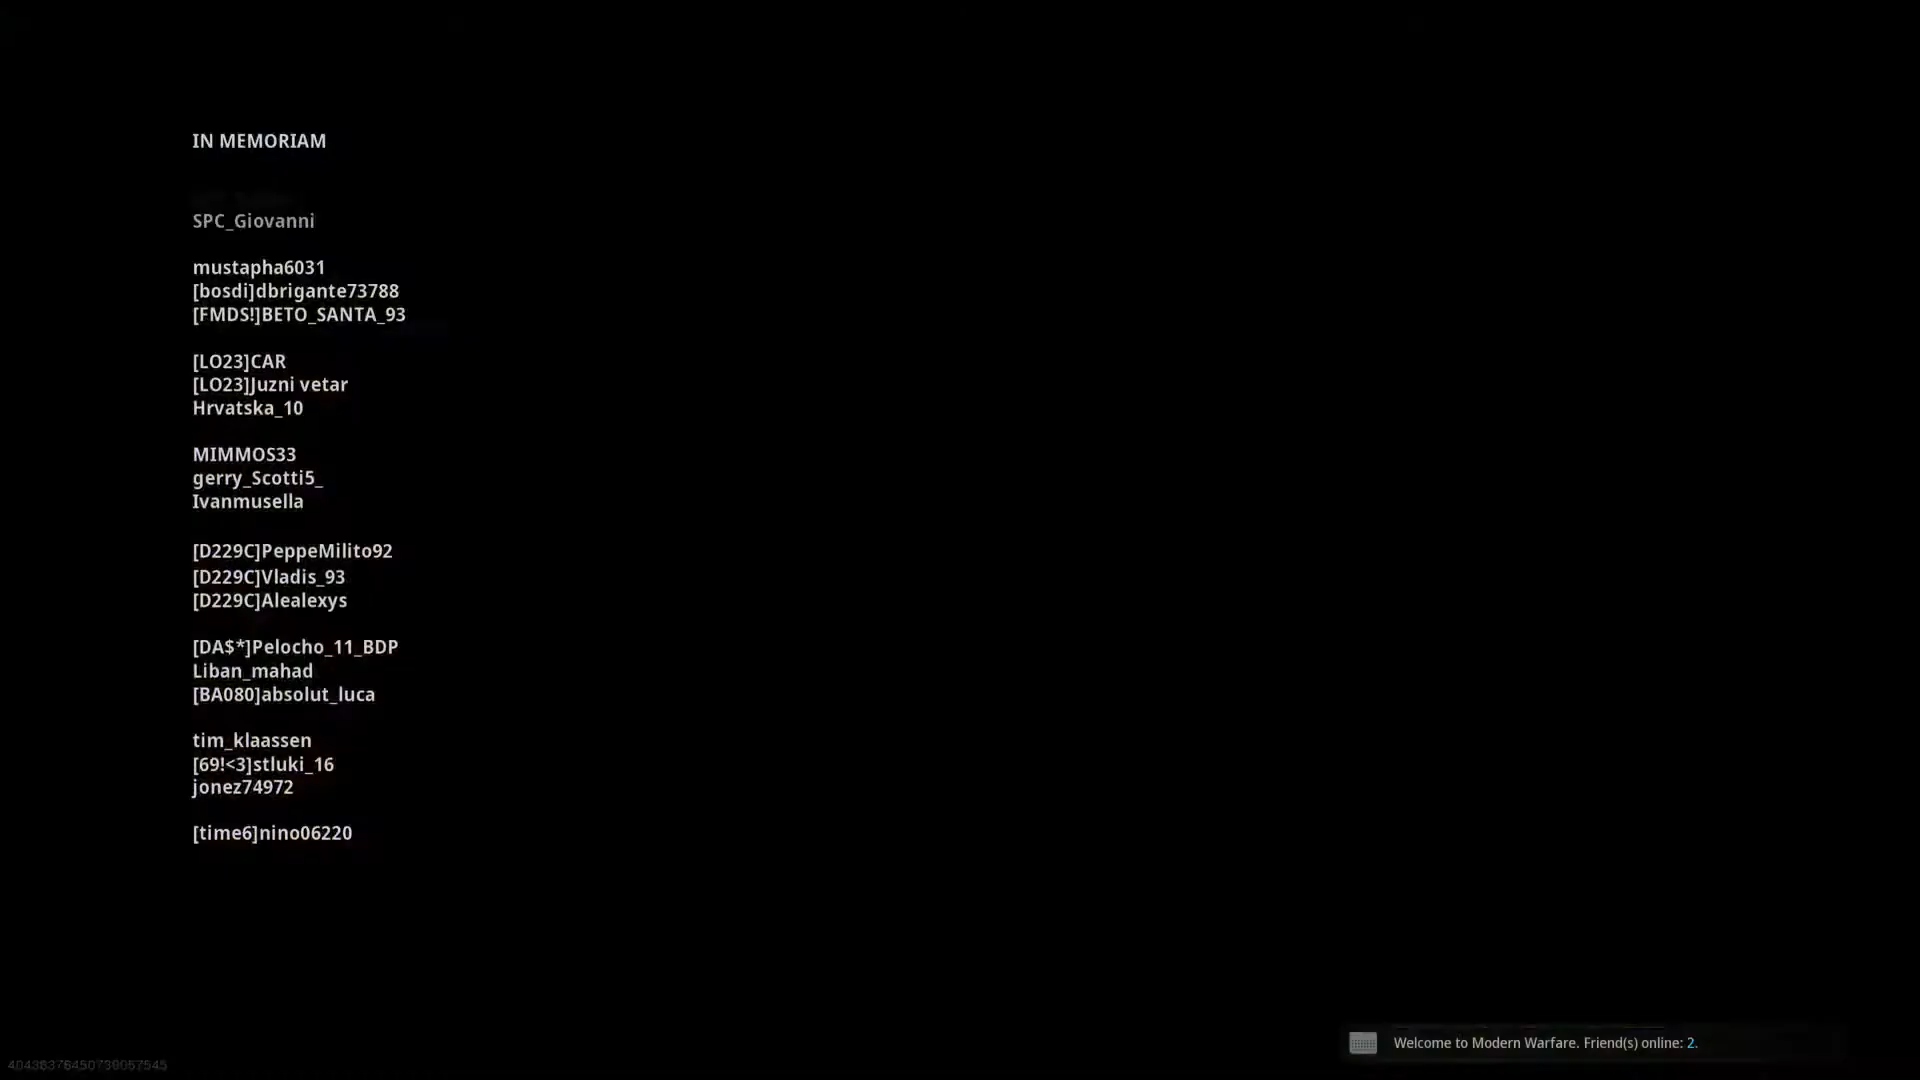 IN MEMORIAM
SPC_Giovanni
mustapha6031
[bosdi]dbrigante73788
[FMDS!]BETO_SANTA_93
[LO23]CAR
[LO23]Juzni vetar
Hrvatska_10
MIMMOS33
gerry_Scotti5_
Ivanmusella
[D229C]PeppeMilito92
[D229C]Vladis_93
[D229C]Alealexys
[DA$*]Pelocho_11_BDP
Liban_mahad
[BA080]absolut_luca
tim_klaassen
[69!<3]stluki_16
jonez74972
[time6]nino06220
Welcome to Modern Warfare. Friend(s) online: 2.